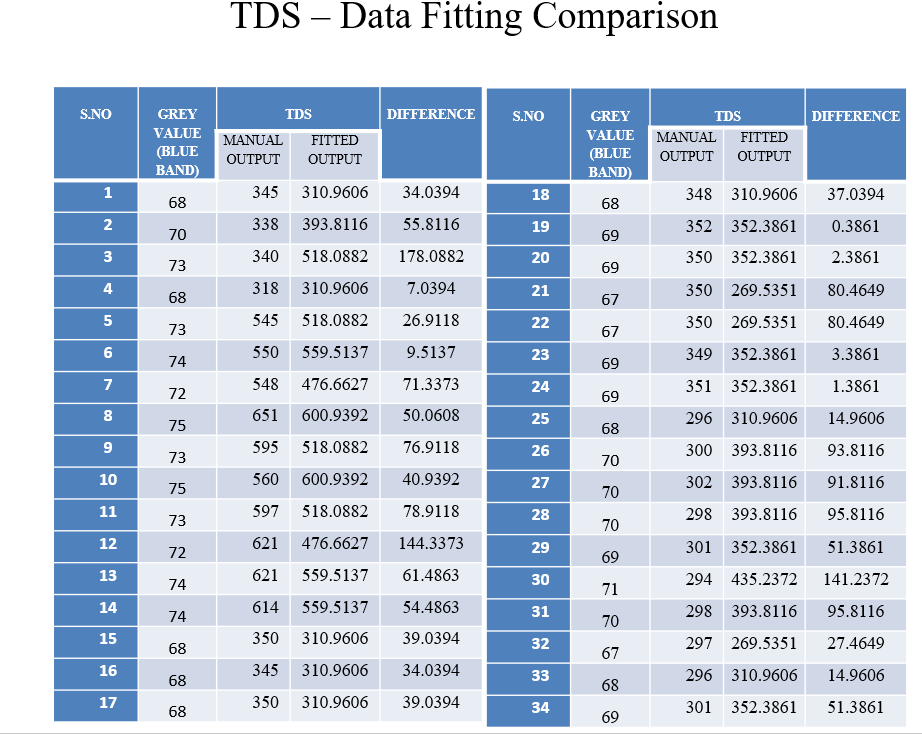 TDS – Data Fitting Comparison
S.NO GREY VALUE (BLUE BAND) TDS DIFFERENCE
MANUAL OUTPUT FITTED OUTPUT
1 68 345 310.9606 34.0394
2 70 338 393.8116 55.8116
3 73 340 518.0882 178.0882
4 68 318 310.9606 7.0394
5 73 545 518.0882 26.9118
6 74 550 559.5137 9.5137
7 72 548 476.6627 71.3373
8 75 651 600.9392 50.0608
9 73 595 518.0882 76.9118
10 75 560 600.9392 40.9392
11 73 597 518.0882 78.9118
12 72 621 476.6627 144.3373
13 74 621 559.5137 61.4863
14 74 614 559.5137 54.4863
15 68 350 310.9606 39.0394
16 68 345 310.9606 34.0394
17 68 350 310.9606 39.0394
S.NO GREY VALUE (BLUE BAND) TDS DIFFERENCE
MANUAL OUTPUT FITTED OUTPUT
18 68 348 310.9606 37.0394
19 69 352 352.3861 0.3861
20 69 350 352.3861 2.3861
21 67 350 269.5351 80.4649
22 67 350 269.5351 80.4649
23 69 349 352.3861 3.3861
24 69 351 352.3861 1.3861
25 68 296 310.9606 14.9606
26 70 300 393.8116 93.8116
27 70 302 393.8116 91.8116
28 70 298 393.8116 95.8116
29 69 301 352.3861 51.3861
30 71 294 435.2372 141.2372
31 70 298 393.8116 95.8116
32 67 297 269.5351 27.4649
33 68 296 310.9606 14.9606
34 69 301 352.3861 51.3861